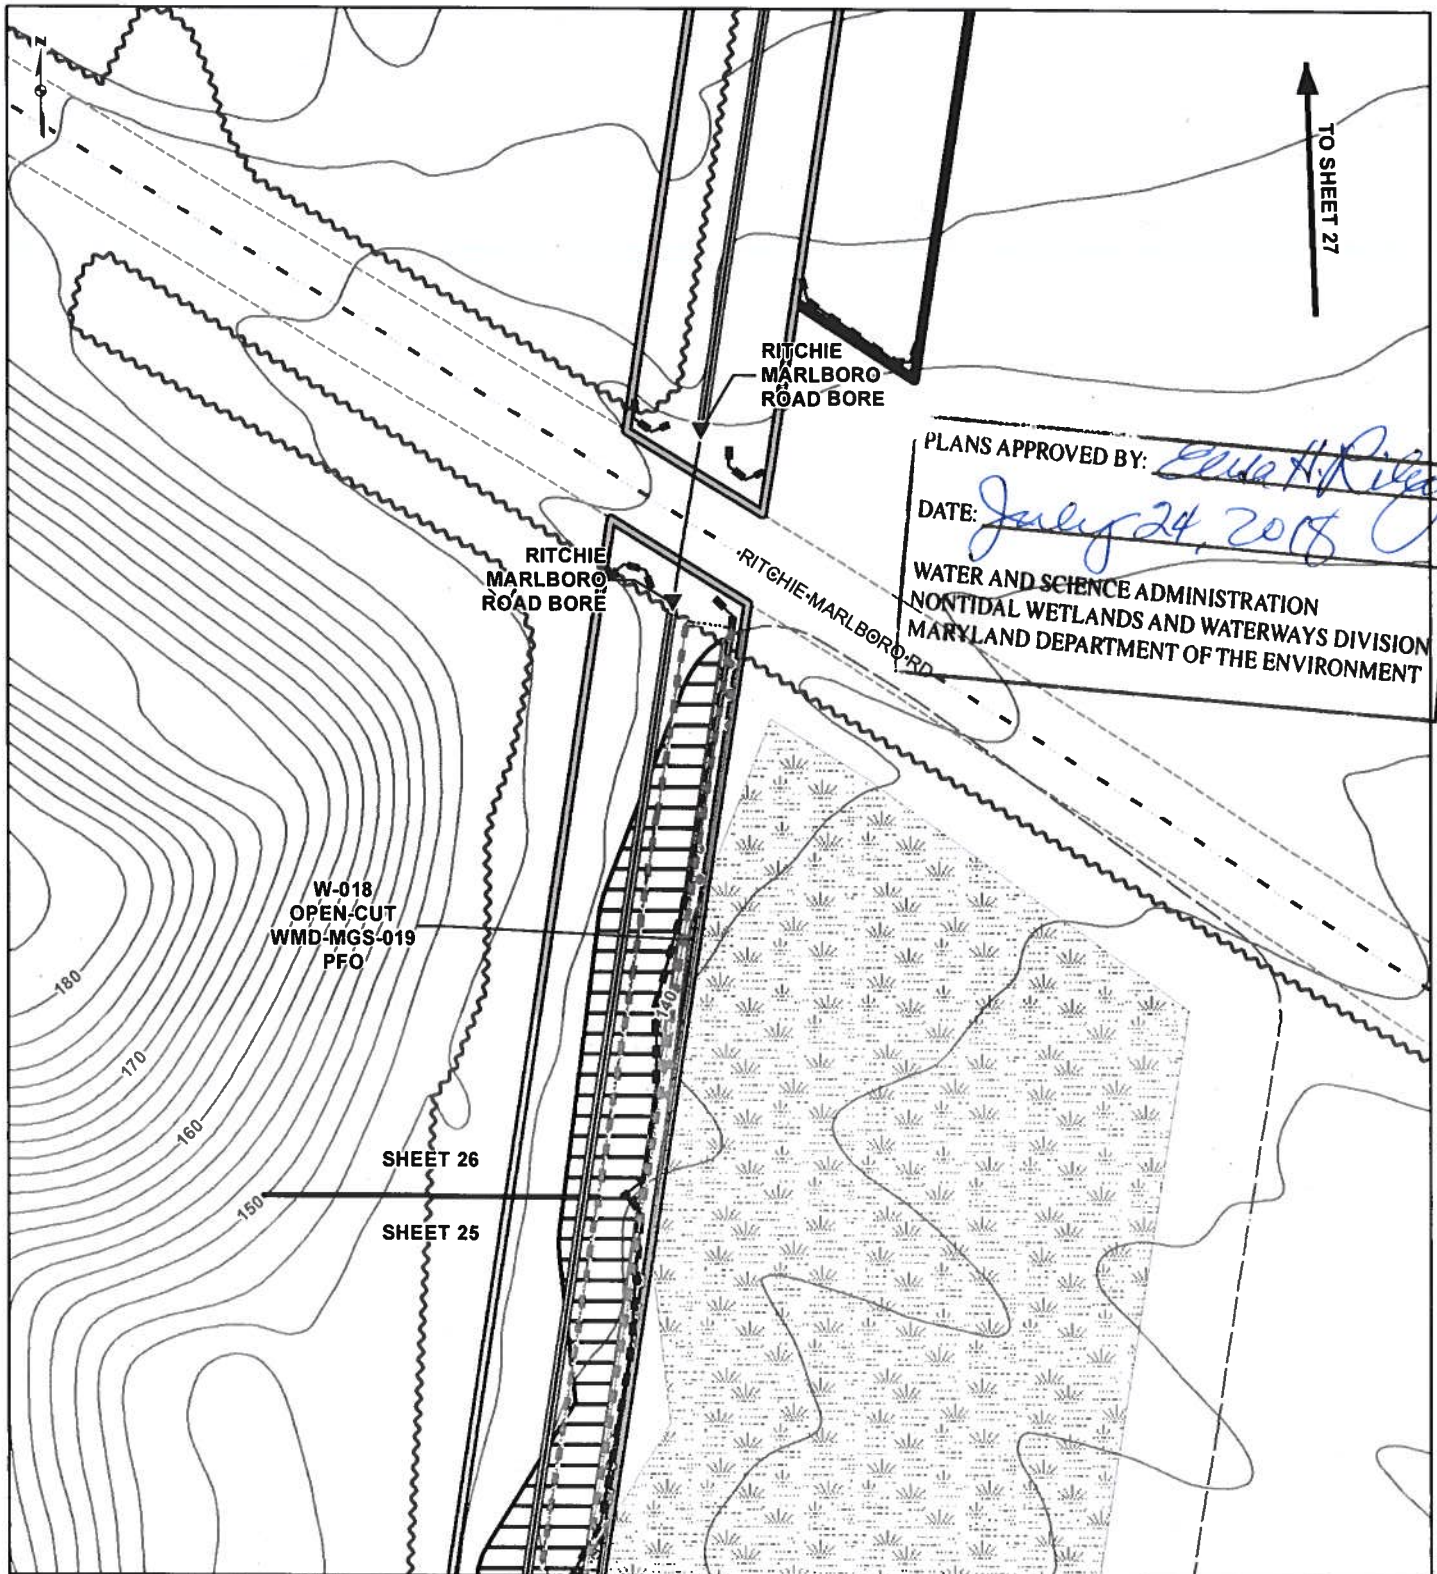 N
TO SHEET 27
RITCHIE
MARLBORO
ROAD BORE
PLANS APPROVED BY: Elisa H. Riley
DATE: July 24, 2018
WATER AND SCIENCE ADMINISTRATION
NONTIDAL WETLANDS AND WATERWAYS DIVISION
MARYLAND DEPARTMENT OF THE ENVIRONMENT
RITCHIE
MARLBORO
ROAD BORE
RITCHIE-MARLBORO-RD
W-018
OPEN-CUT
WMD-MGS-019
PFO
180
140
170
160
SHEET 26
150
SHEET 25